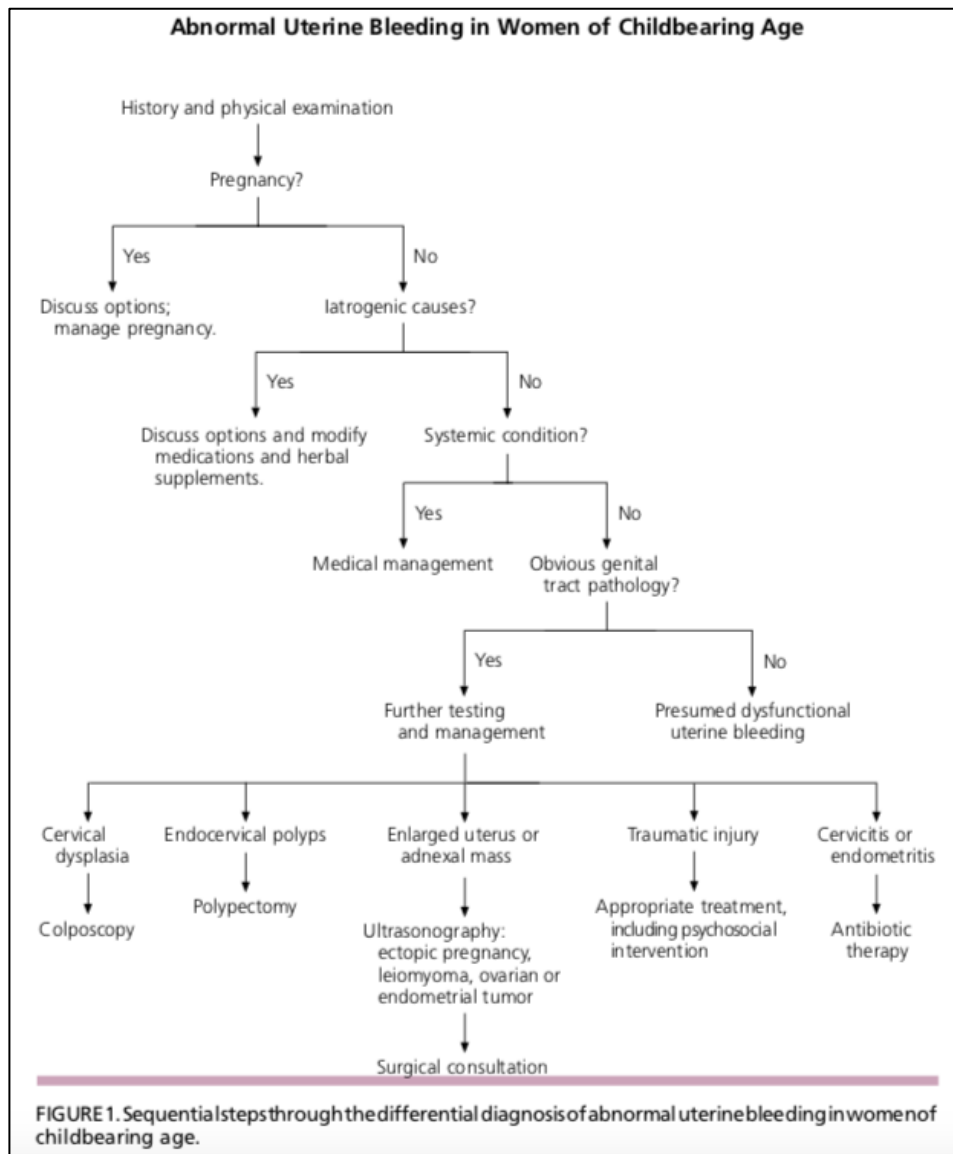 Abnormal Uterine Bleeding in Women of Childbearing Age
History and physical examination
Pregnancy?
Yes
No
Discuss options;
manage pregnancy.
Iatrogenic causes?
Yes
No
Discuss options and modify
medications and herbal
supplements.
Systemic condition?
Yes
No
Medical management
Obvious genital
tract pathology?
Yes
No
Further testing
and management
Presumed dysfunctional
uterine bleeding
Cervical
dysplasia
Colposcopy
Endocervical polyps
Polypectomy
Enlarged uterus or
adnexal mass
Ultrasonography:
ectopic pregnancy,
leiomyoma, ovarian or
endometrial tumor
Surgical consultation
Traumatic injury
Appropriate treatment,
including psychosocial
intervention
Cervicitis or
endometritis
Antibiotic
therapy
FIGURE 1. Sequential steps through the differential diagnosis of abnormal uterine bleeding in women of
childbearing age.